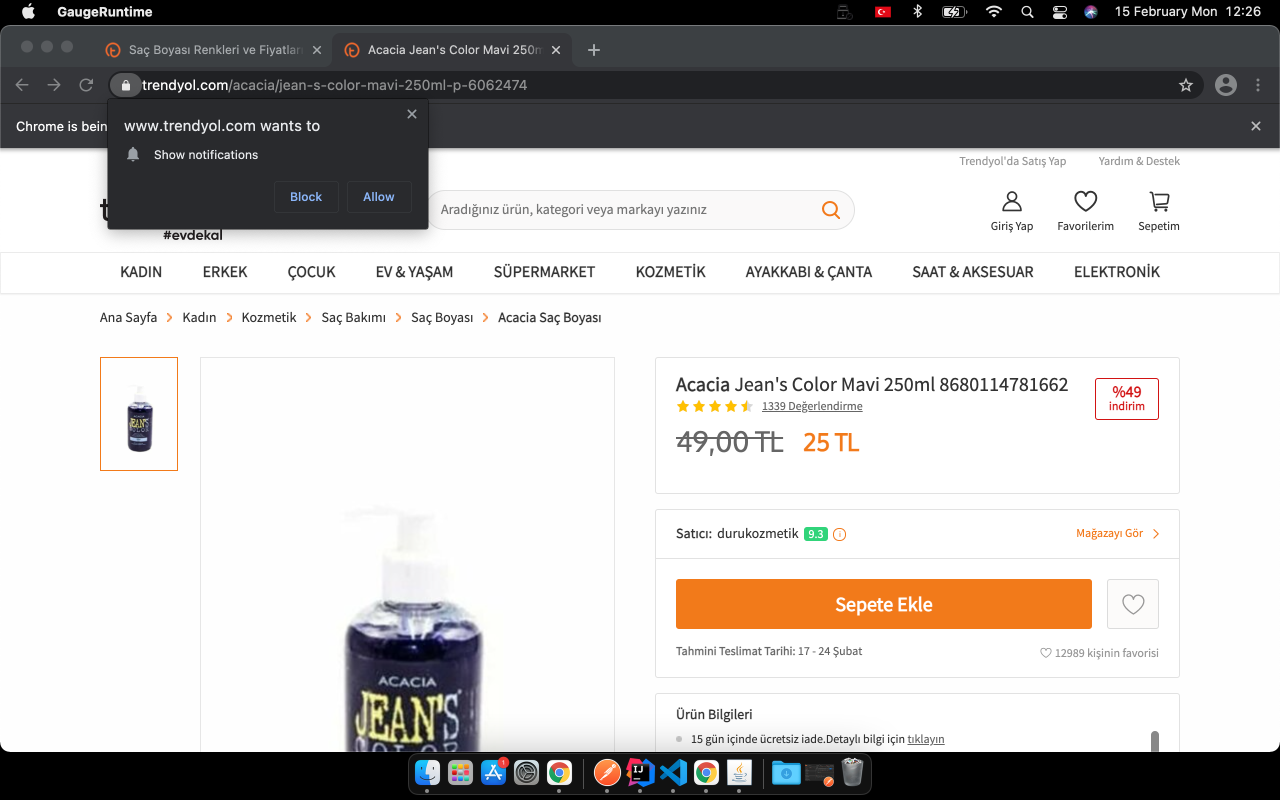 GaugeRuntime
15 February Mon 12:26
Saç Boyası Renkleri ve Fiyatları
Acacia Jean's Color Mavi 250m
trendyol.com/acacia/jean-s-color-mavi-250ml-p-6062474
Chrome is bein
www.trendyol.com wants to
Show notifications
Block
Allow
Trendyol'da Satış Yap
Yardım & Destek
Aradığınız ürün, kategori veya markayı yazınız
Giriş Yap
Favorilerim
Sepetim
#evdekal
KADIN
ERKEK
ÇOCUK
EV & YAŞAM
SÜPERMARKET
KOZMETİK
AYAKKABI & ÇANTA
SAAT & AKSESUAR
ELEKTRONİK
Ana Sayfa
Kadın
Kozmetik
Saç Bakımı
Saç Boyası
Acacia Saç Boyası
JEAN'S
COLOR
Acacia Jean's Color Mavi 250ml 8680114781662
%49
indirim
1339 Değerlendirme
49,00 TL 25 TL
Satıcı: durukozmetik 9.3
Mağazayı Gör
Sepete Ekle
Tahmini Teslimat Tarihi: 17 - 24 Şubat
12989 kişinin favorisi
ACACIA
JEAN'S
COLOR
Ürün Bilgileri
15 gün içinde ücretsiz iade.Detaylı bilgi için tıklayın
1
IJ